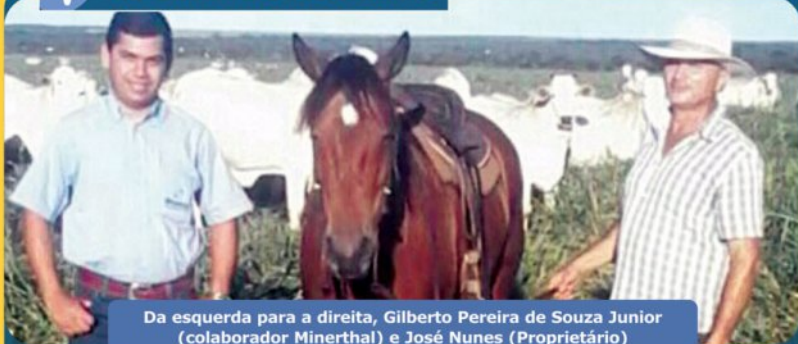 Da esquerda para a direita, Gilberto Pereira de Souza Junior
(colaborador Minerthal) e José Nunes (Proprietário)